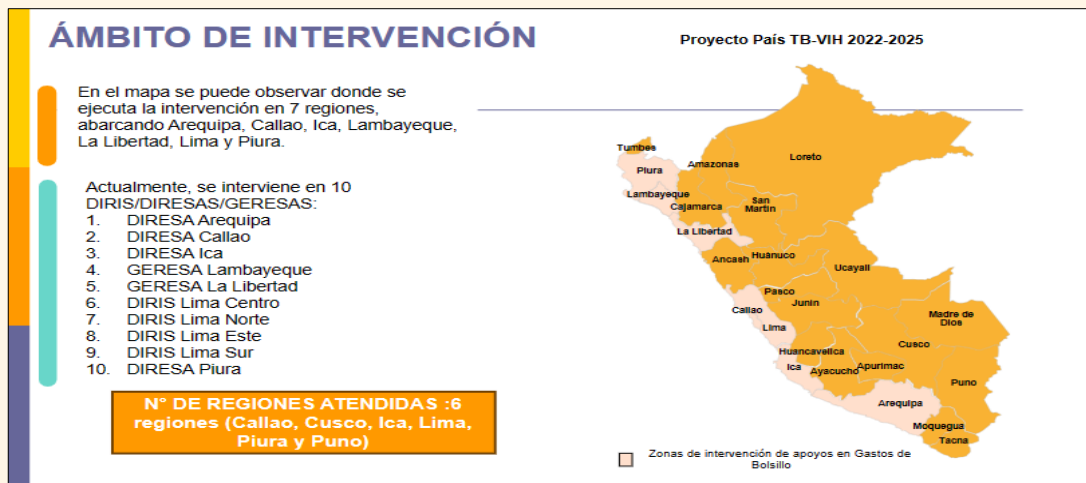 ÁMBITO DE INTERVENCIÓN
En el mapa se puede observar donde se
ejecuta la intervención en 7 regiones,
abarcando Arequipa, Callao, Ica, Lambayeque,
La Libertad, Lima y Piura.
Actualmente, se interviene en 10
DIRIS/DIRESAS/GERESAS:
1. DIRESA Arequipa
2. DIRESA Callao
3. DIRESA Ica
4. GERESA Lambayeque
5. GERESA La Libertad
6. DIRIS Lima Centro
7. DIRIS Lima Norte
8. DIRIS Lima Este
9. DIRIS Lima Sur
10. DIRESA Piura
N° DE REGIONES ATENDIDAS :6
regiones (Callao, Cusco, Ica, Lima,
Piura y Puno)
Proyecto País TB-VIH 2022-2025
Tumbes
Piura
Amazonas
Loreto
Lambayeque
Cajamarca
San
Martín
La Libertad
Ancash
Huánuco
Ucayali
Pasco
Junín
Callao
Lima
Madre de
Dios
Cusco
Huancavelica
Ica
Ayacucho
Apurimac
Puno
Arequipa
Moquegua
Tacna
Zonas de intervención de apoyos en Gastos de
Bolsillo